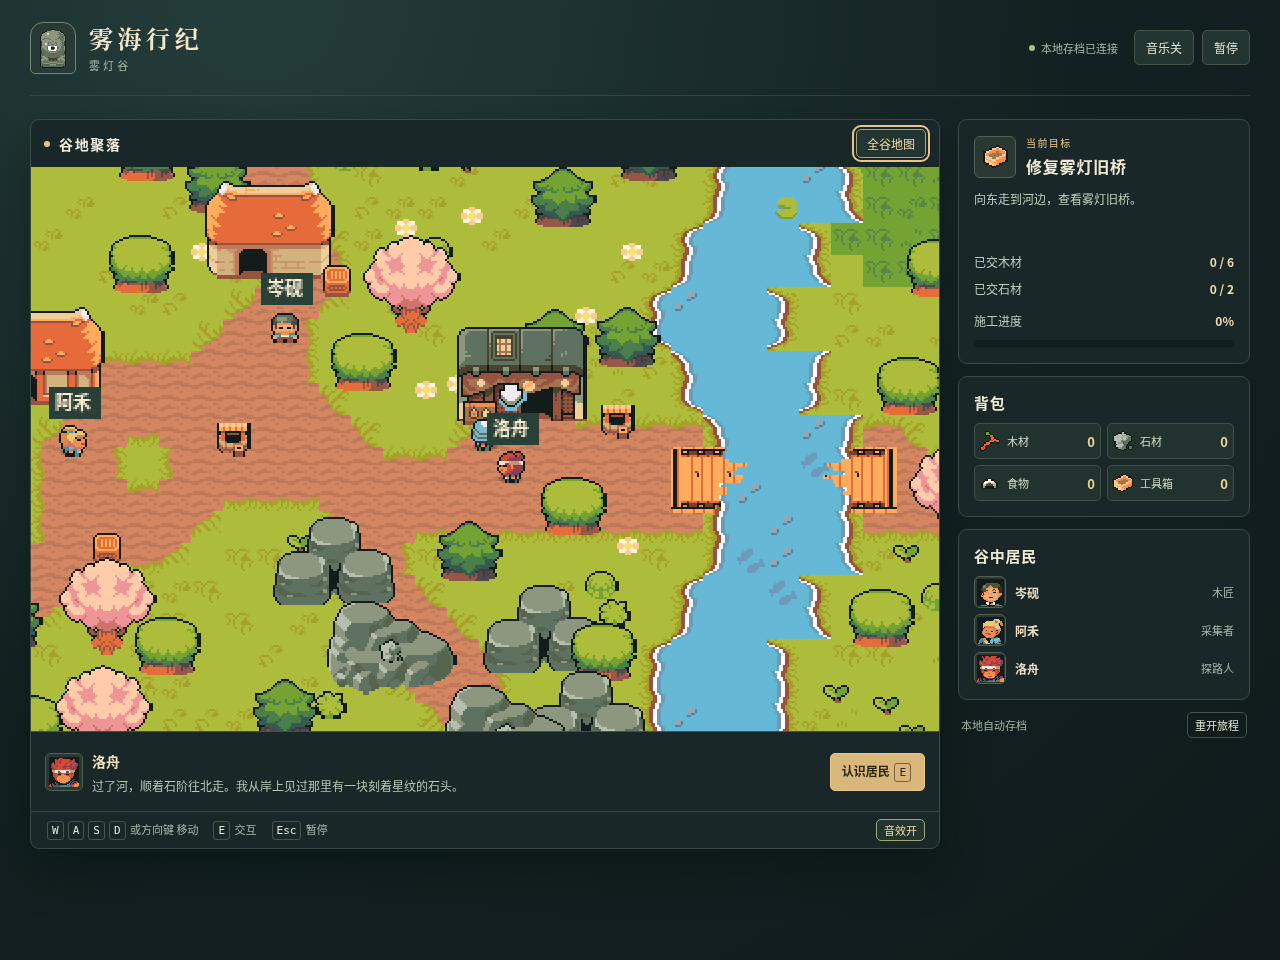 雾海行纪
雾灯谷
本地存档已连接
音乐关
暂停
谷地聚落
全谷地图
岑砚
阿禾
洛舟
洛舟
过了河，顺着石阶往北走。我从岸上见过那里有一块刻着星纹的石头。
认识居民 E
W A S D 或方向键 移动 E 交互 Esc 暂停
音效开
当前目标
修复雾灯旧桥
向东走到河边，查看雾灯旧桥。
已交木材 0 / 6
已交石材 0 / 2
施工进度 0%
背包
木材 0 石材 0
食物 0 工具箱 0
谷中居民
岑砚 木匠
阿禾 采集者
洛舟 探路人
本地自动存档 重开旅程